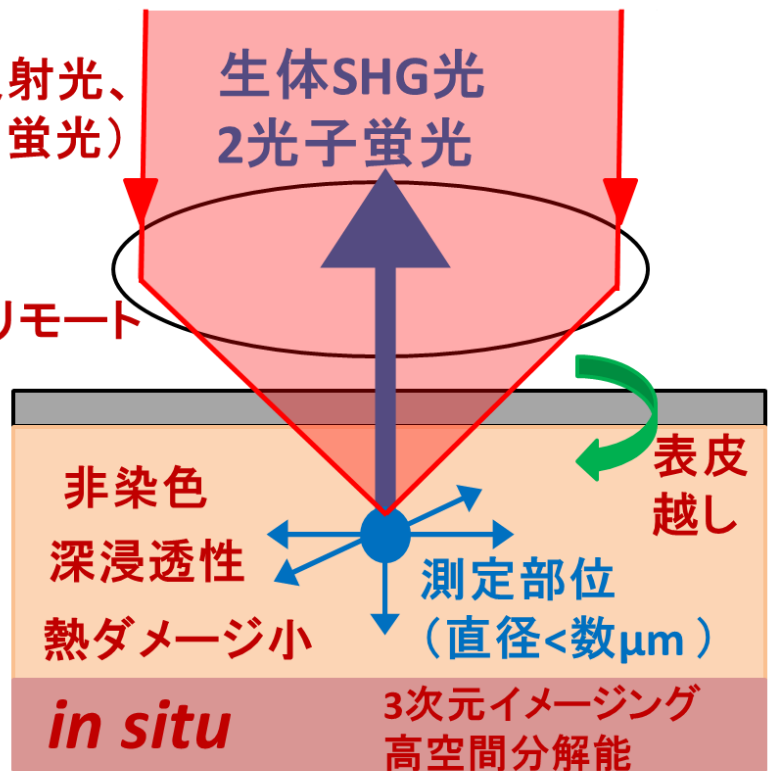 射光、
蛍光）
生体SHG光
2光子蛍光
リモート
表皮
越し
非染色
深浸透性
熱ダメージ小
測定部位
（直径<数μm ）
in situ
3次元イメージング
高空間分解能